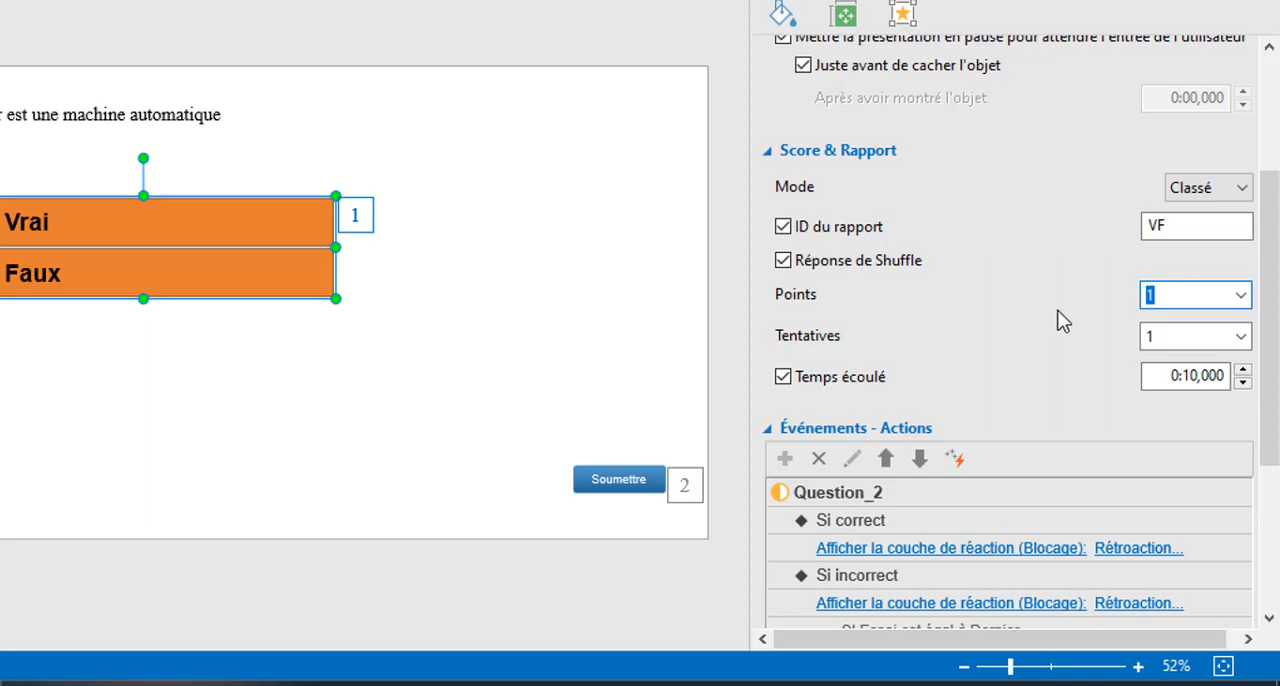 Mettre la présentation en pause pour attendre l'entrée de l'utilisateur
Juste avant de cacher l'objet
Après avoir montré l'objet 0:00,000
est une machine automatique
Score & Rapport
Mode Classé
Vrai
1
ID du rapport VF
Réponse de Shuffle
Faux
Points 1
Tentatives 1
Temps écoulé 0:10,000
Événements - Actions
Soumettre
2
Question_2
Si correct
Afficher la couche de réaction (Blocage): Rétroaction...
Si incorrect
Afficher la couche de réaction (Blocage): Rétroaction...
52%